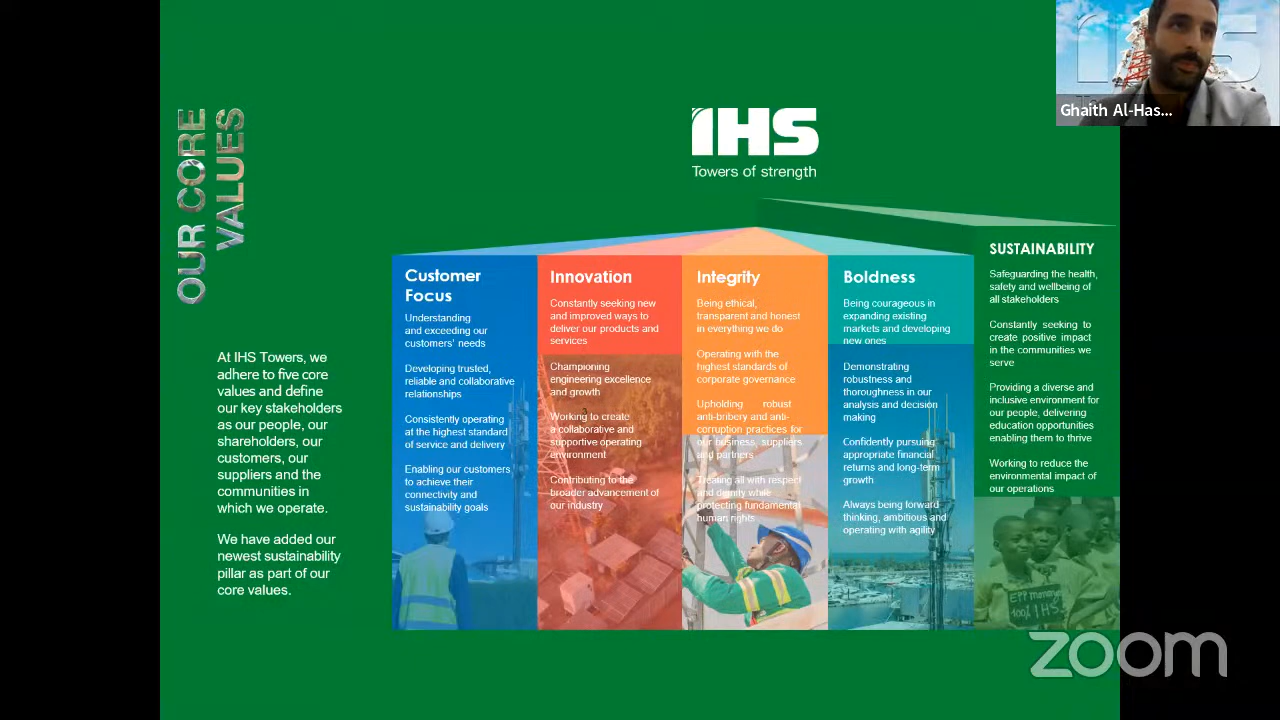 OUR CORE
VALUES
At IHS Towers, we
adhere to five core
values and define
our key stakeholders
as our people, our
shareholders, our
customers, our
suppliers and the
communities in
which we operate.
We have added our
newest sustainability
pillar as part of our
core values.
IHS
Towers of strength
Customer
Focus
Understanding
and exceeding our
customers' needs
Developing trusted,
reliable and collaborative
relationships
Consistently operating
at the highest standard
of service and delivery
Enabling our customers
to achieve their
connectivity and
sustainability goals
Innovation
Constantly seeking new
and improved ways to
deliver our products and
services
Championing
engineering excellence
and growth
Working to create
a collaborative and
supportive operating
environment
Contributing to the
broader advancement of
our industry
Integrity
Being ethical,
transparent and honest
in everything we do
Operating with the
highest standards of
corporate governance
Upholding robust
anti-bribery and anti-
corruption practices for
our business, suppliers
and partners
Treating all with respect
and dignity while
protecting fundamental
human rights
Boldness
Being courageous in
expanding existing
markets and developing
new ones
Demonstrating
robustness and
thoroughness in our
analysis and decision
making
Confidently pursuing
appropriate financial
returns and long-term
growth
Always being forward
thinking, ambitious and
operating with agility
SUSTAINABILITY
Safeguarding the health,
safety and wellbeing of
all stakeholders
Constantly seeking to
create positive impact
in the communities we
serve
Providing a diverse and
inclusive environment for
our people, delivering
education opportunities
enabling them to thrive
Working to reduce the
environmental impact of
our operations
100% IHS
Ghaith Al-Has...
zoom